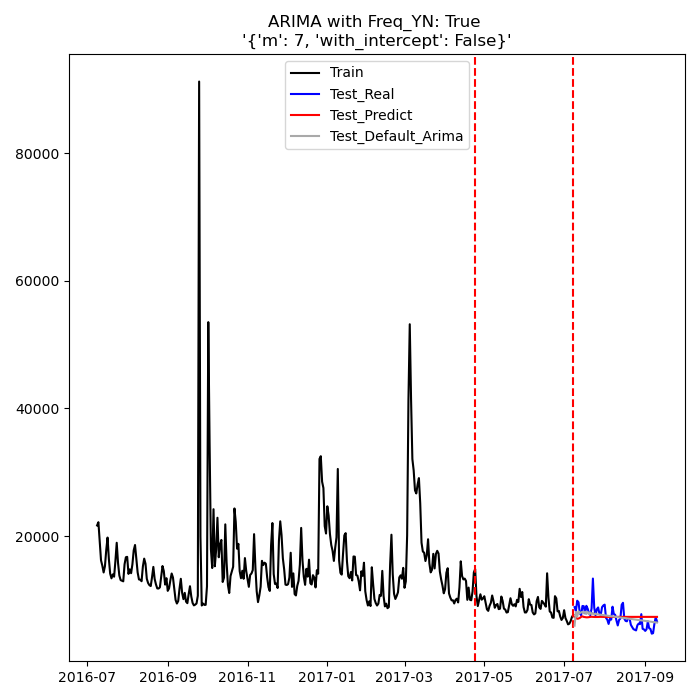 ARIMA with Freq_YN: True
'{'m': 7, 'with_intercept': False}'
Train
Test_Real
Test_Predict
Test_Default_Arima
80000
60000
40000
20000
2016-07 2016-09 2016-11 2017-01 2017-03 2017-05 2017-07 2017-09